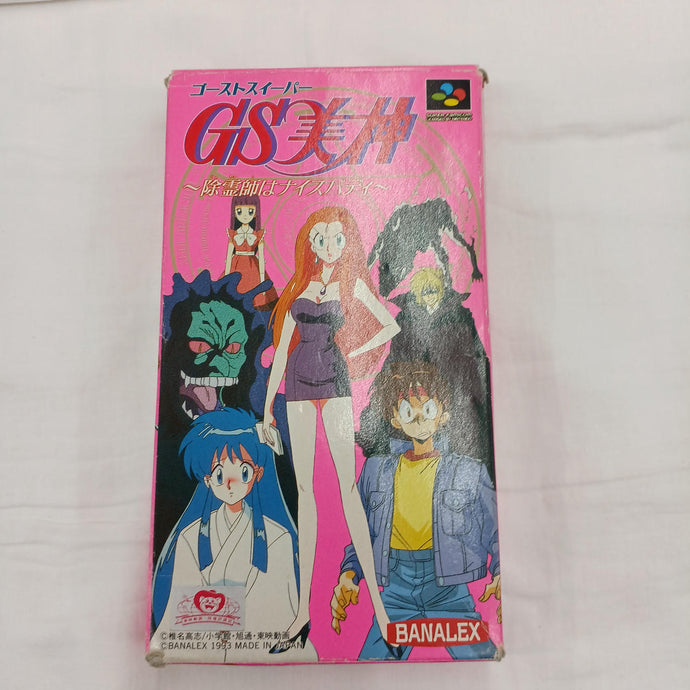 ゴーストスイーパー
GS美神
～除霊師はナイスバディ～
SUPER FAMICOM
©椎名高志/小学館・旭通・東映動画
©BANALEX 1993 MADE IN JAPAN
BANALEX